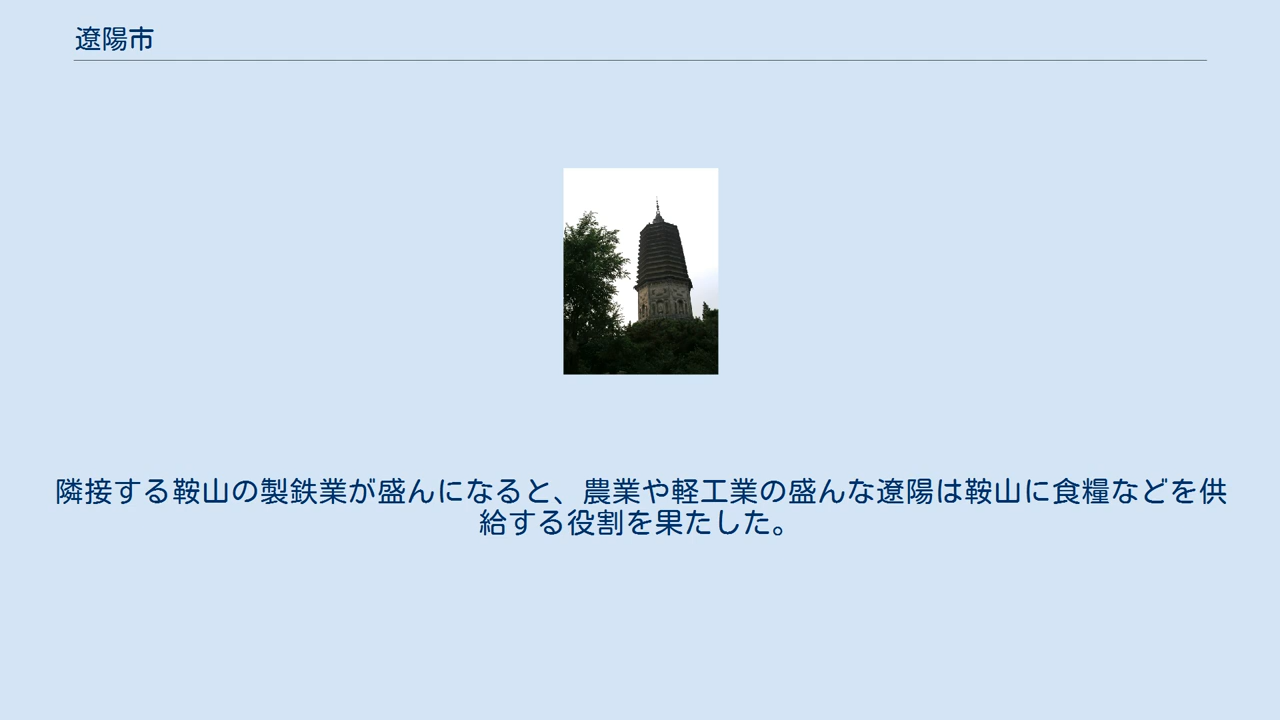 遼陽市
隣接する鞍山の製鉄業が盛んになると、農業や軽工業の盛んな遼陽は鞍山に食糧などを供
給する役割を果たした。